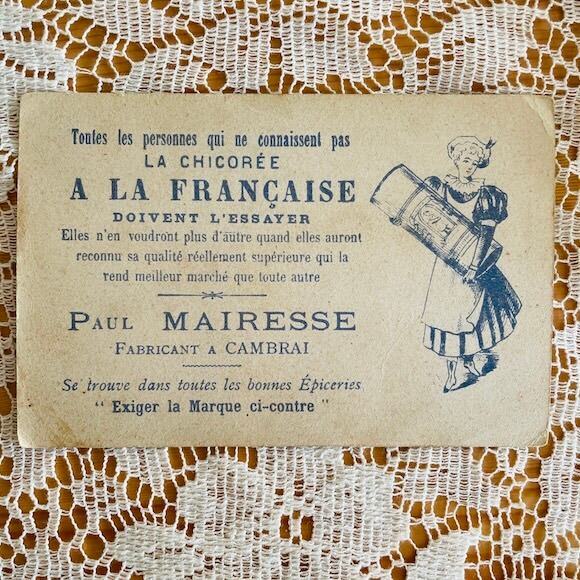 Toutes les personnes qui ne connaissent pas
LA CHICORÉE
A LA FRANÇAISE
DOIVENT L'ESSAYER
Elles n'en voudront plus d'autre quand elles auront
reconnu sa qualité réellement supérieure qui la
rend meilleur marché que toute autre
PAUL MAIRESSE
FABRICANT A CAMBRAI
Se trouve dans toutes les bonnes Épiceries
" Exiger la Marque ci-contre "